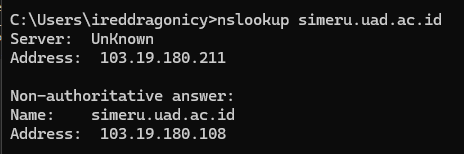 C:\Users\ireddragonicy>nslookup simeru.uad.ac.id
Server:  UnKnown
Address:  103.19.180.211

Non-authoritative answer:
Name:    simeru.uad.ac.id
Address:  103.19.180.108